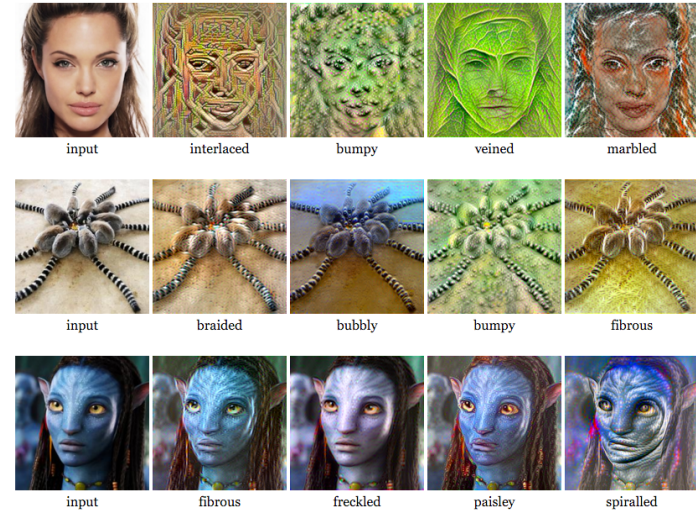 input interlaced bumpy veined marbled
input braided bubbly bumpy fibrous
input fibrous freckled paisley spiralled